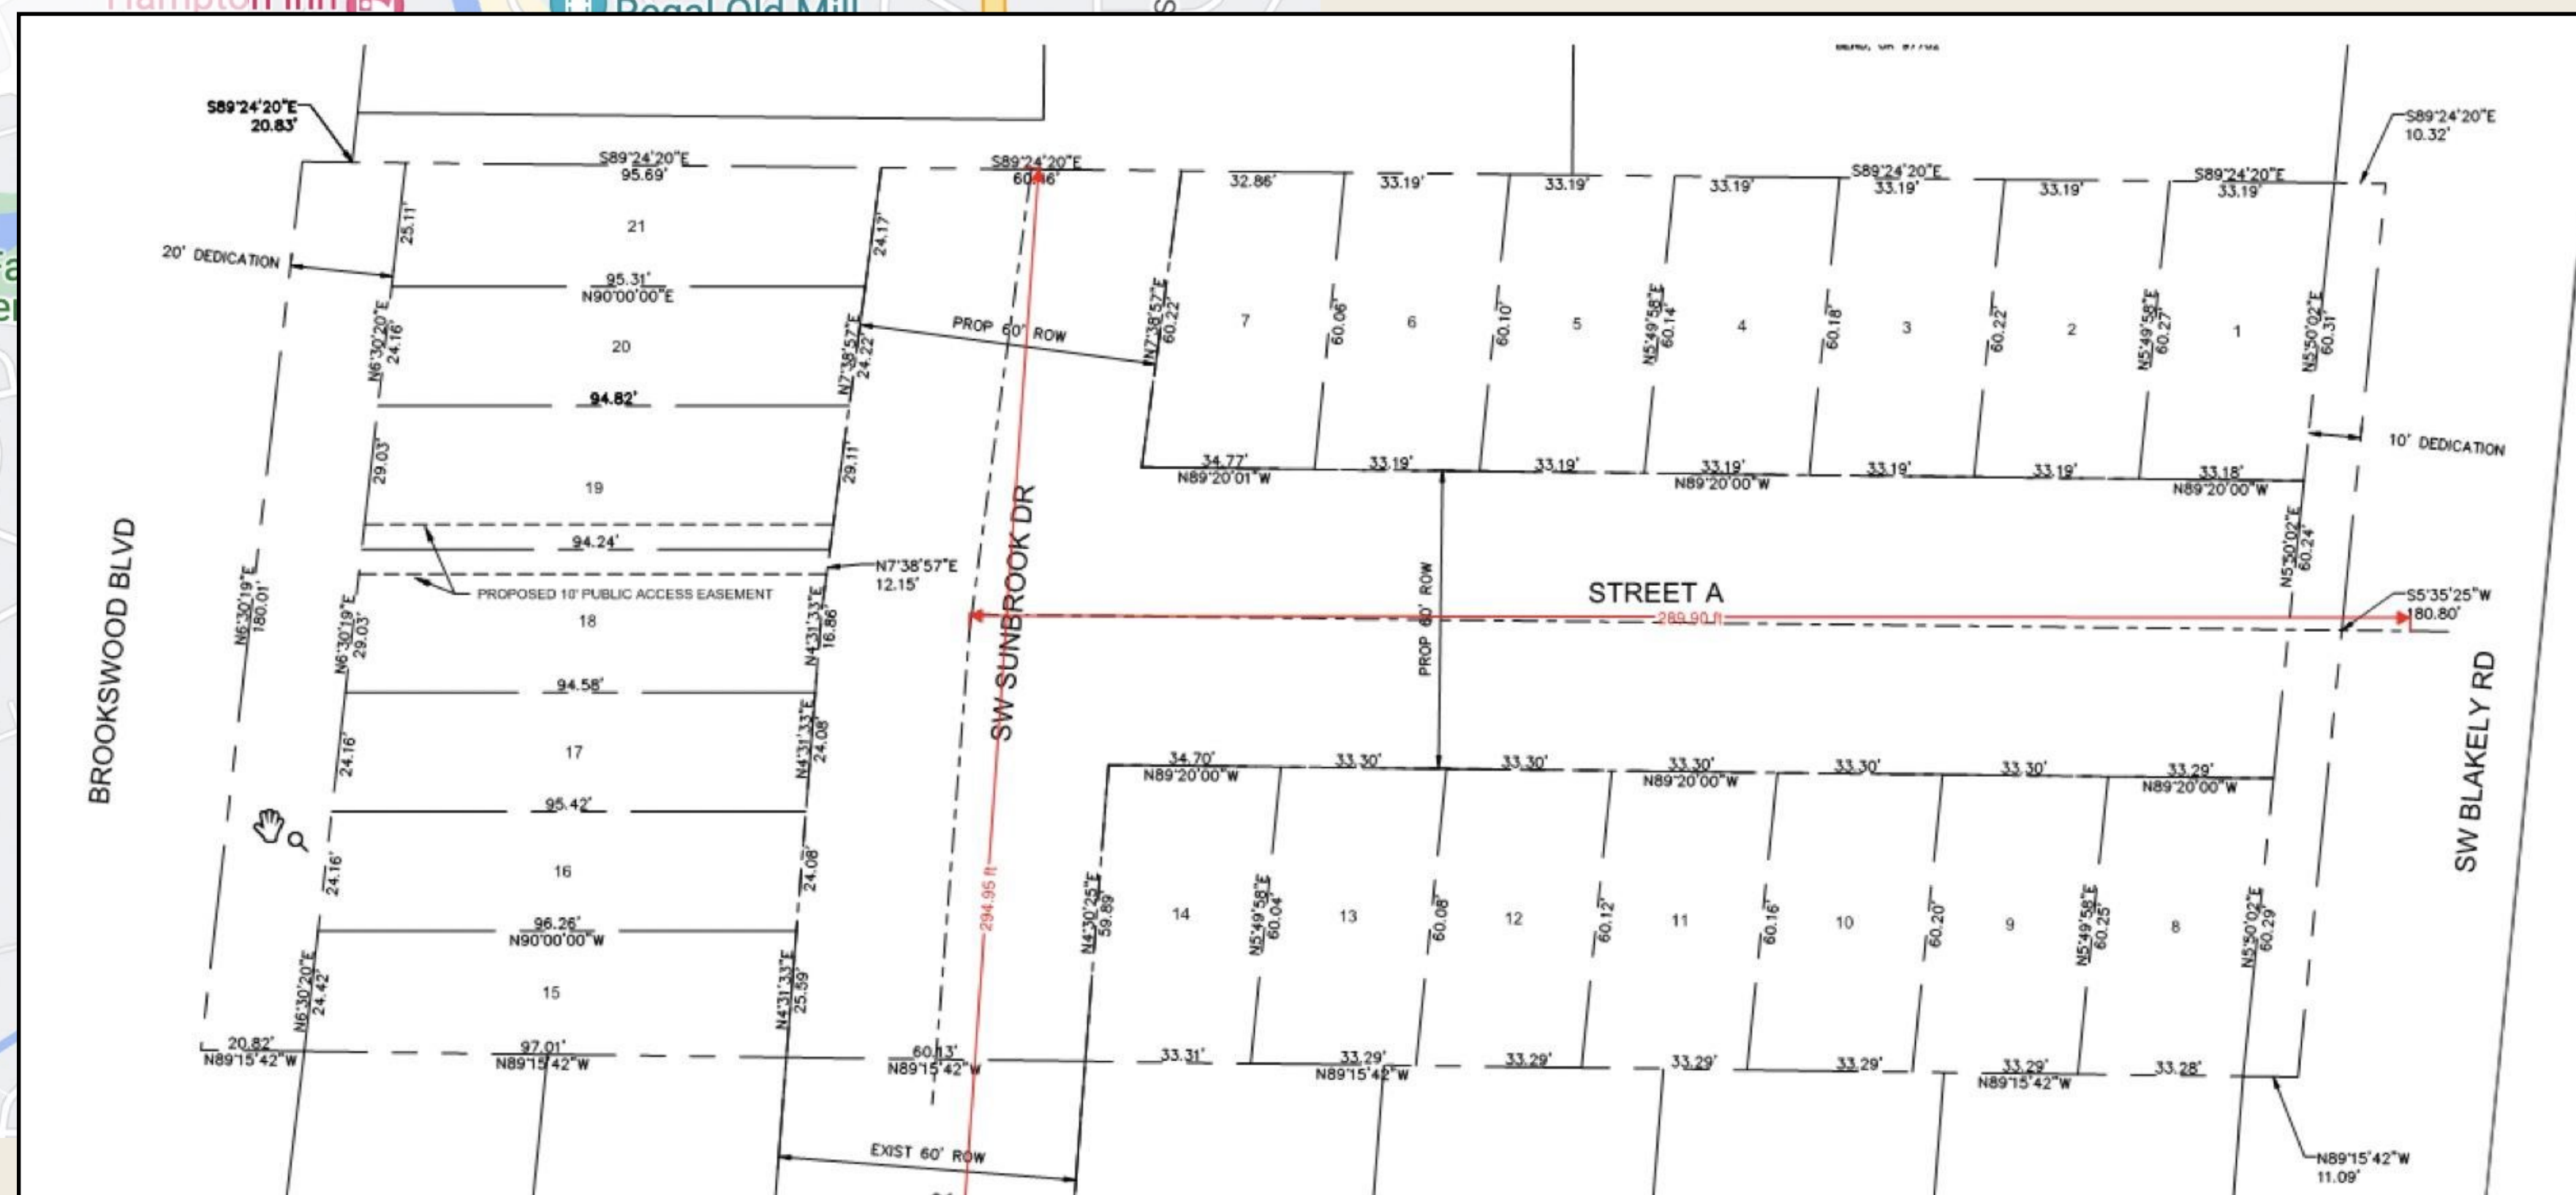 Hampton Inn
Regal Old Mill
BEND, OR 97702
S89°24'20"E
20.83'
S89°24'20"E
95.69'
S89°24'20"E
60.46'
32.86'
33.19'
33.19'
33.19'
S89°24'20"E
33.19'
33.19'
S89°24'20"E
33.19'
S89°24'20"E
10.32'
20' DEDICATION
25.11'
21
24.17'
95.31'
N90°00'00"E
N6°30'20"E
24.16'
20
N7°38'57"E
24.22'
PROP 60' ROW
N7°38'57"E
60.22'
7
60.06'
6
60.10'
5
N5°49'58"E
60.14'
4
60.18'
3
60.22'
2
N5°49'58"E
60.27'
1
N5°50'02"E
60.31'
10' DEDICATION
94.82'
29.03'
19
29.11'
34.77'
N89°20'01"W
33.19'
33.19'
33.19'
N89°20'00"W
33.19'
33.19'
33.18'
N89°20'00"W
94.24'
PROPOSED 10' PUBLIC ACCESS EASEMENT
N7°38'57"E
12.15'
N5°50'02"E
60.24'
BROOKSWOOD BLVD
N6°30'19"E
180.01'
N6°30'19"E
29.03'
18
N4°31'33"E
16.86'
SW SUNBROOK DR
PROP 60' ROW
STREET A
289.90 ft
S5°35'25"W
180.80'
SW BLAKELY RD
94.58'
24.16'
17
N4°31'33"E
24.08'
95.42'
24.16'
16
24.08'
294.95 ft
34.70'
N89°20'00"W
33.30'
33.30'
33.30'
N89°20'00"W
33.30'
33.30'
33.29'
N89°20'00"W
N4°30'25"E
59.89'
14
N5°49'58"E
60.04'
13
60.08'
12
60.12'
11
60.16'
10
60.20'
9
N5°49'58"E
60.25'
8
N5°50'02"E
60.29'
96.26'
N90°00'00"W
N6°30'20"E
24.42'
15
N4°31'33"E
25.59'
20.82'
N89°15'42"W
97.01'
N89°15'42"W
60.13'
N89°15'42"W
33.31'
33.29'
N89°15'42"W
33.29'
33.29'
33.29'
33.29'
N89°15'42"W
33.28'
N89°15'42"W
11.09'
EXIST 60' ROW